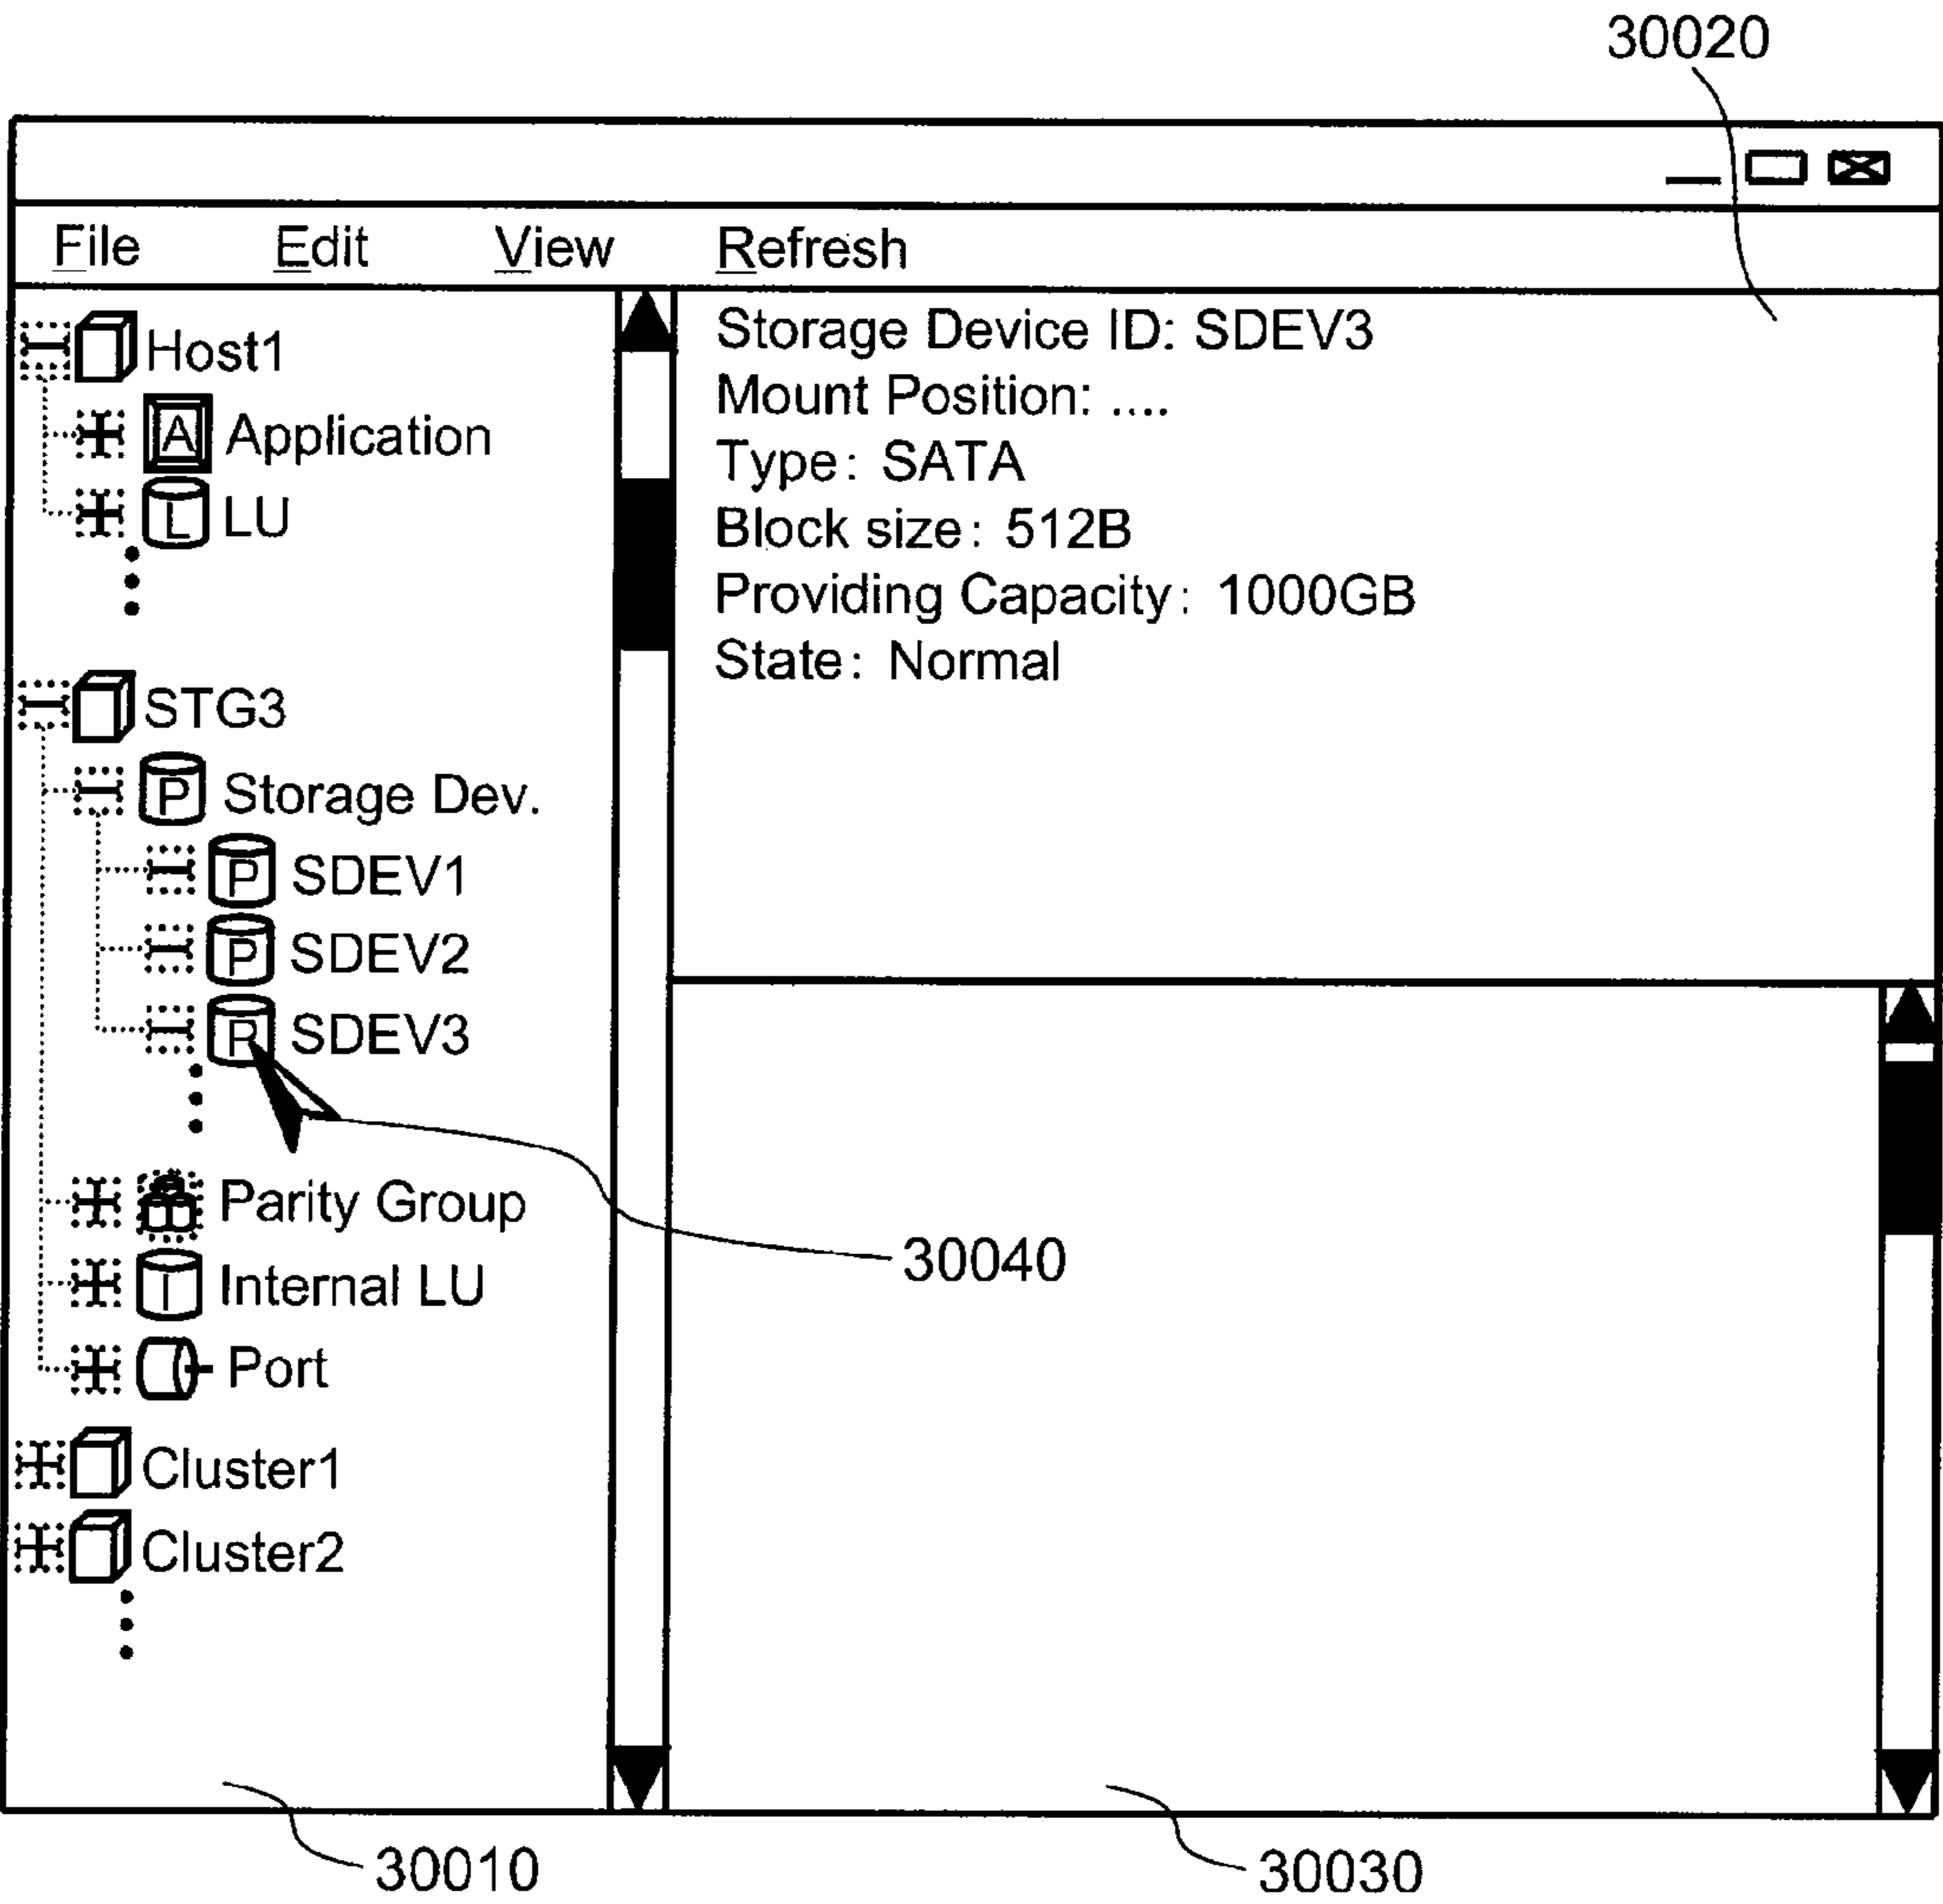 30020
File Edit View Refresh
Host1
A Application
L LU
STG3
P Storage Dev.
P SDEV1
P SDEV2
SDEV3
Parity Group
I Internal LU
Port
Cluster1
Cluster2
Storage Device ID: SDEV3
Mount Position: ....
Type: SATA
Block size: 512B
Providing Capacity: 1000GB
State: Normal
30040
30010
30030